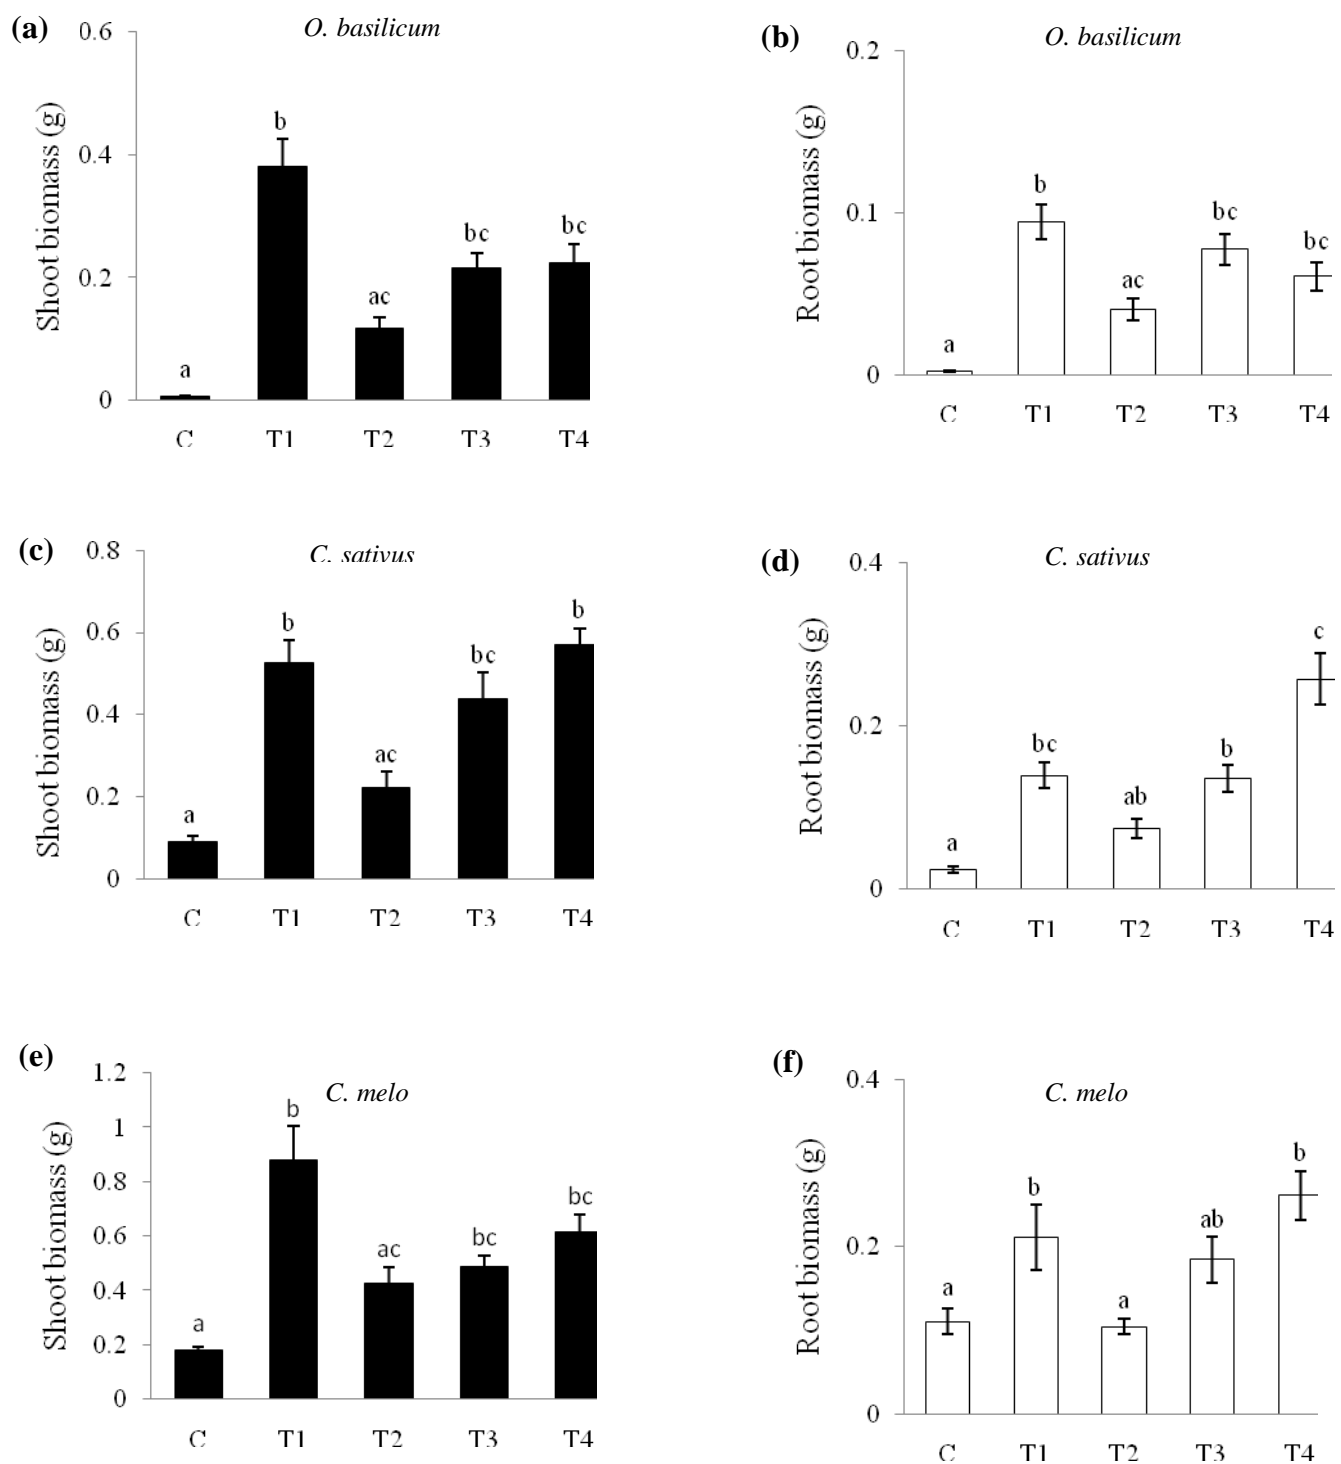 (a)
O. basilicum
Shoot biomass (g)
0.6
0.4
0.2
0
b
bc
bc
ac
a
C T1 T2 T3 T4
(b)
O. basilicum
Root biomass (g)
0.2
0.1
0
b
bc
bc
ac
a
C T1 T2 T3 T4
(c)
C. sativus
Shoot biomass (g)
0.8
0.6
0.4
0.2
0
b
b
bc
ac
a
C T1 T2 T3 T4
(d)
C. sativus
Root biomass (g)
0.4
0.2
0
c
bc
b
ab
a
C T1 T2 T3 T4
(e)
C. melo
Shoot biomass (g)
1.2
1
0.8
0.6
0.4
0.2
0
b
bc
bc
ac
a
C T1 T2 T3 T4
(f)
C. melo
Root biomass (g)
0.4
0.2
0
b
b
ab
a
a
C T1 T2 T3 T4